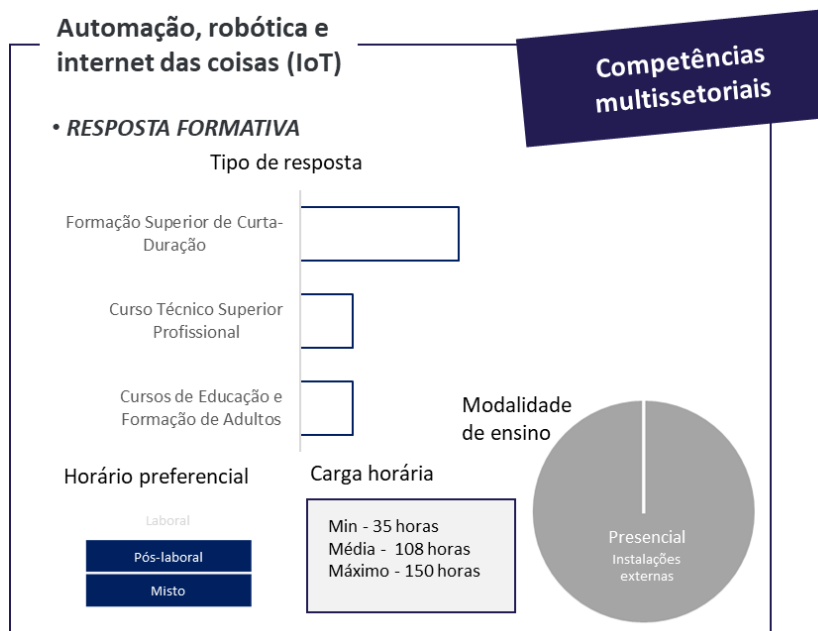 Automação, robótica e
internet das coisas (IoT)
Competências
multissetoriais
• RESPOSTA FORMATIVA
Tipo de resposta
Formação Superior de Curta-
Duração
Curso Técnico Superior
Profissional
Cursos de Educação e
Formação de Adultos
Modalidade
de ensino
Horário preferencial
Laboral
Pós-laboral
Misto
Carga horária
Min - 35 horas
Média - 108 horas
Máximo - 150 horas
Presencial
Instalações
externas